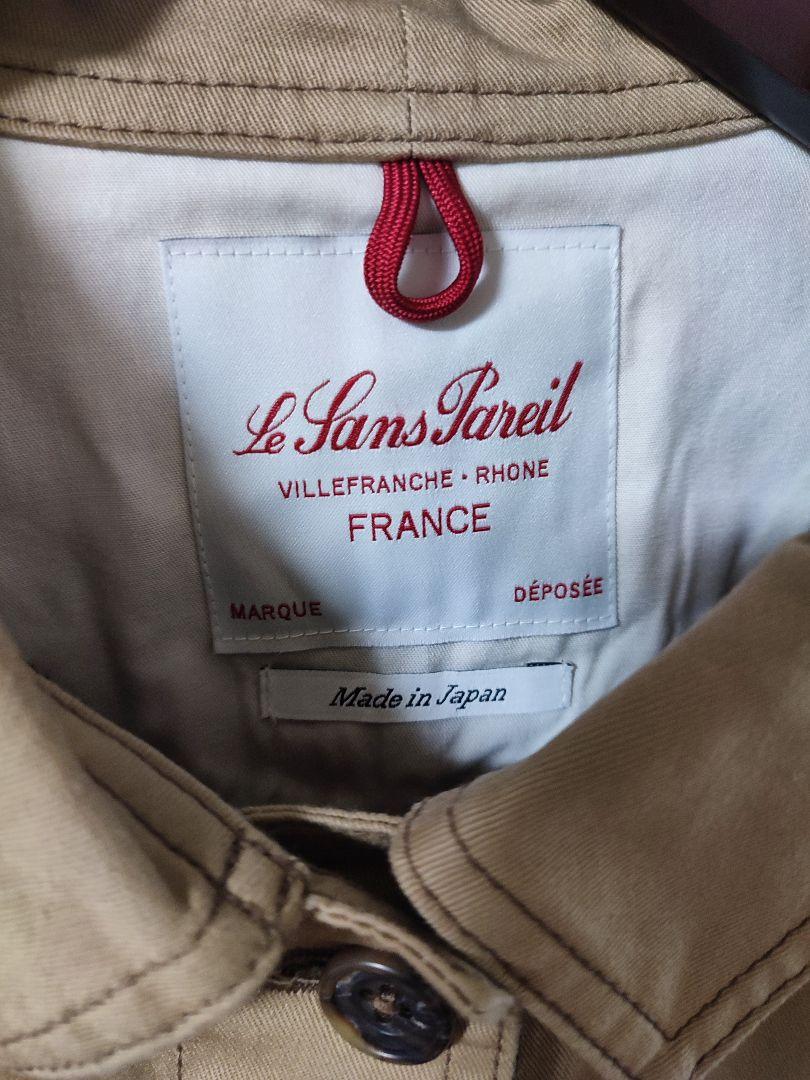 Le Sans Pareil
VILLEFRANCHE · RHONE
FRANCE
MARQUE DÉPOSÉE
Made in Japan